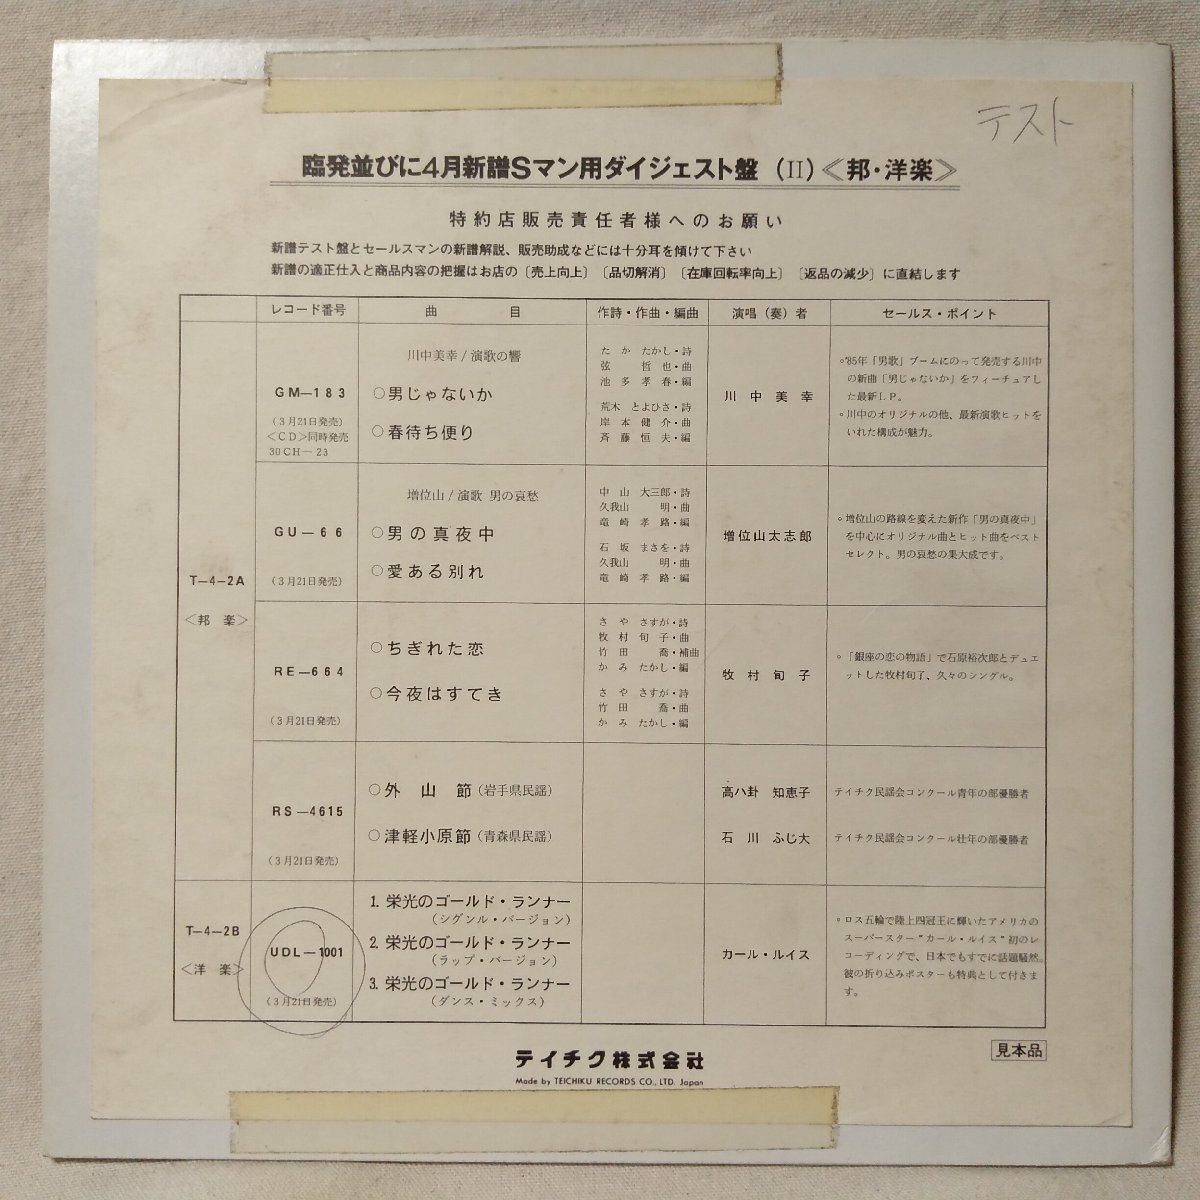 テスト
臨発並びに4月新譜Sマン用ダイジェスト盤 (II)≪邦・洋楽≫
特約店販売責任者様へのお願い
新譜テスト盤とセールスマンの新譜解説、販売助成などには十分耳を傾けて下さい
新譜の適正仕入と商品内容の把握はお店の〔売上向上〕〔品切解消〕〔在庫回転率向上〕〔返品の減少〕に直結します
レコード番号 曲 目 作詩・作曲・編曲 演唱(奏)者 セールス・ポイント
T-4-2A
<邦 楽>
GM-183
(3月21日発売)
<CD>同時発売
30CH-23
川中美幸/演歌の響
○男じゃないか
○春待ち便り
たか たかし・詩
弦 哲也・曲
池多孝春・編
荒木 とよひさ・詩
岸本健介・曲
斉藤恒夫・編
川中美幸
○'85年「男歌」ブームにのって発売する川中
の新曲「男じゃないか」をフィーチュアし
た最新LP。
○川中のオリジナルの他、最新演歌ヒットを
いれた構成が魅力。
GU-66
(3月21日発売)
増位山/演歌 男の哀愁
○男の真夜中
○愛ある別れ
中山 大三郎・詩
久我山 明・曲
竜崎孝路・編
石坂 まさを・詩
久我山 明・曲
竜崎孝路・編
増位山太志郎
○増位山の路線を変えた新作「男の真夜中」
を中心にオリジナル曲とヒット曲をベスト
セレクト。男の哀愁の集大成です。
RE-664
(3月21日発売)
○ちぎれた恋
○今夜はすてき
さや さすが・詩
牧村旬子・曲
竹田 喬・補曲
かみ たかし・編
さや さすが・詩
竹田 喬・曲
かみ たかし・編
牧村旬子
○「銀座の恋の物語」で石原裕次郎とデュエ
ットした牧村旬子、久々のシングル。
RS-4615
(3月21日発売)
○外山節(岩手県民謡)
○津軽小原節(青森県民謡)
高ハ卦 知恵子
石川 ふじ大
テイチク民謡会コンクール青年の部優勝者
テイチク民謡会コンクール壮年の部優勝者
T-4-2B
<洋 楽>
UDL-1001
(3月21日発売)
1. 栄光のゴールド・ランナー
(シグンル・バージョン)
2. 栄光のゴールド・ランナー
(ラップ・バージョン)
3. 栄光のゴールド・ランナー
(ダンス・ミックス)
カール・ルイス
○ロス五輪で陸上四冠王に輝いたアメリカの
スーパースター“カール・ルイス”初のレ
コーディングで、日本でもすでに話題騒然。
彼の折り込みポスターも特典として付きま
す。
テイチク株式会社
見本品
Made by TEICHIKU RECORDS CO., LTD. Japan